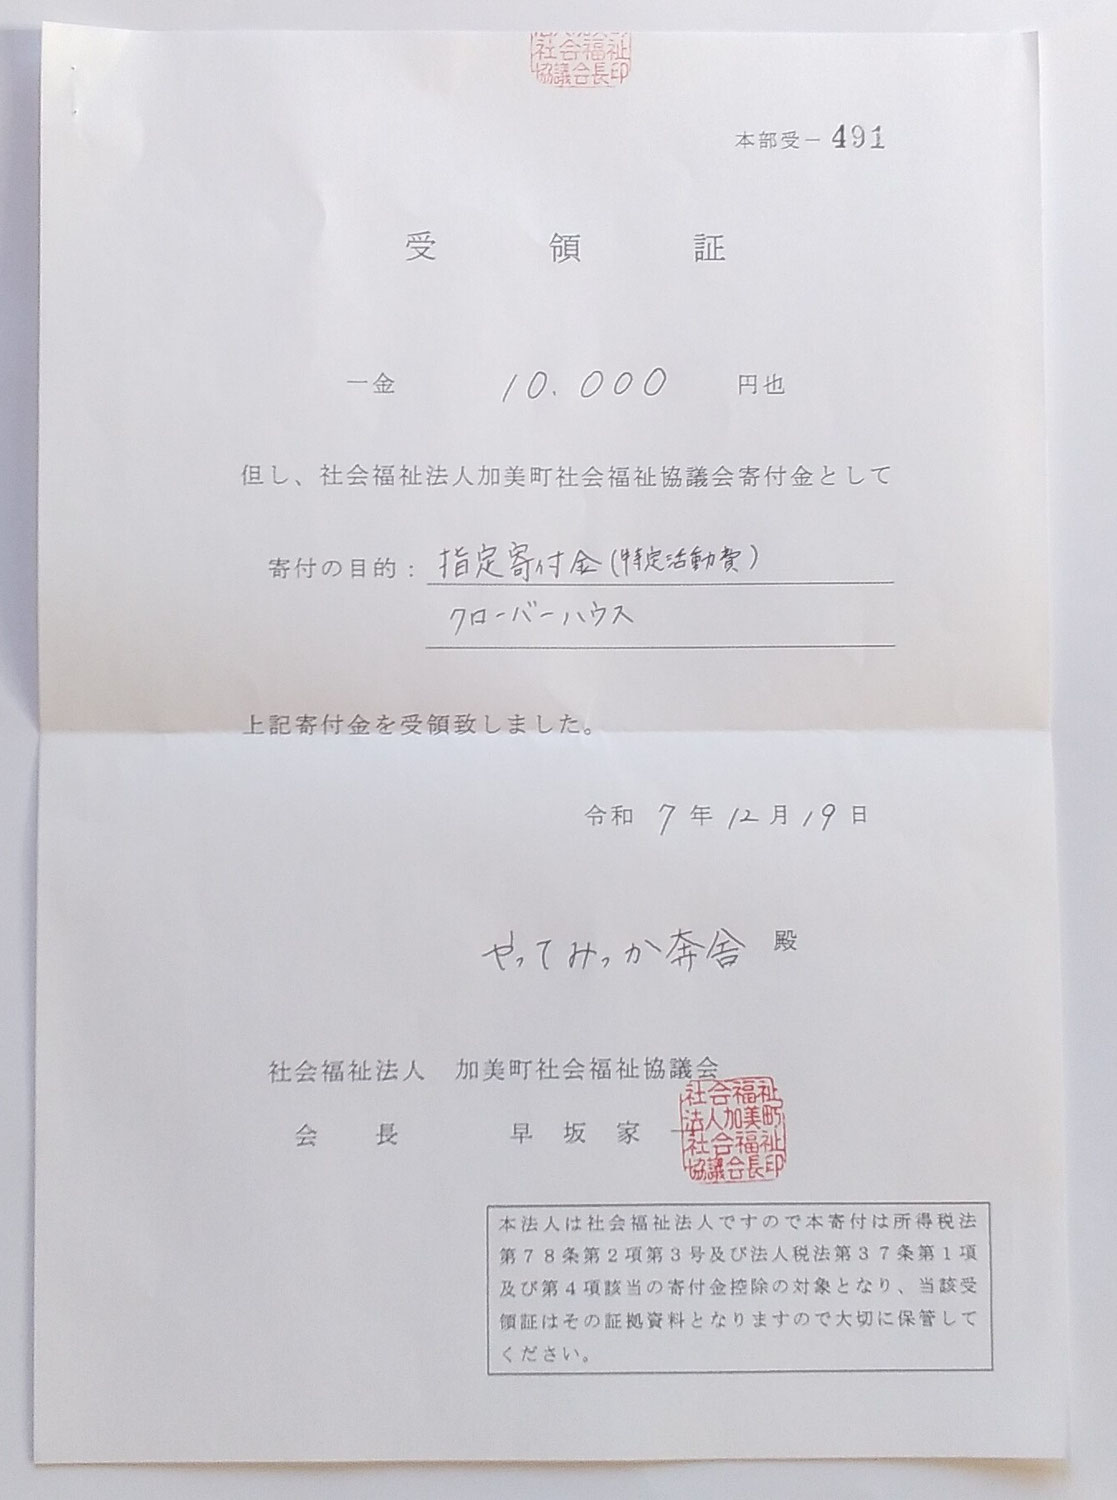 社会福祉
協議会長印
本部受－491
受領証
一金 10.000 円也
但し、社会福祉法人加美町社会福祉協議会寄付金として
寄付の目的：指定寄付金(特定活動費)
クローバーハウス
上記寄付金を受領致しました。
令和 7 年 12 月 19 日
やってみっか奔舎 殿
社会福祉法人 加美町社会福祉協議会
会長 早坂家一
社会福祉
法人加美町
社会福祉
協議会長印
本法人は社会福祉法人ですので本寄付は所得税法
第78条第2項第3号及び法人税法第37条第1項
及び第4項該当の寄付金控除の対象となり、当該受
領証はその証拠資料となりますので大切に保管して
ください。